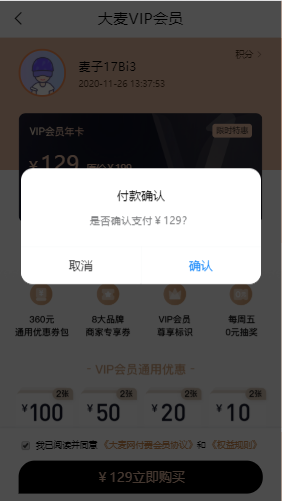 大麦VIP会员
麦子17Bi3
积分
2020-11-26 13:37:53
VIP会员年卡
限时特惠
￥129 原价￥199
付款确认
是否确认支付￥129?
取消
确认
360元
通用优惠券包
8大品牌
商家专享券
VIP会员
尊享标识
每周五
0元抽奖
- VIP会员通用优惠 -
2张
￥100
2张
￥50
2张
￥20
2张
￥10
我已阅读并同意《大麦网付费会员协议》和《权益规则》
￥129立即购买